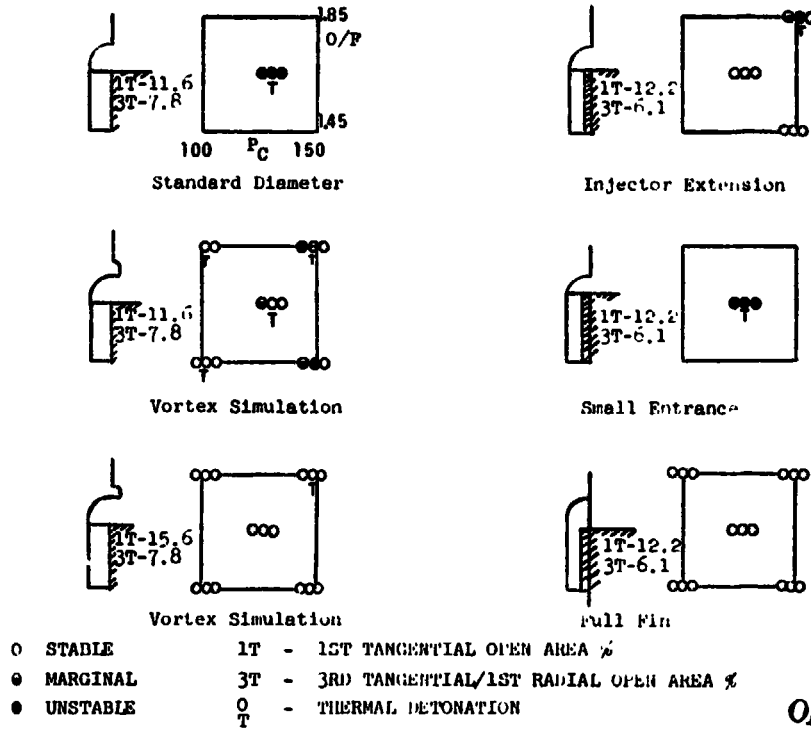 1.85
O/F
1T-11.6
3T-7.8
T
1.45
100 PC 150
Standard Diameter
T
1T-12.2
3T-6.1
Injector Extension
T T
1T-11.6
3T-7.8
T
T
Vortex Simulation
1T-12.2
3T-6.1
T
Small Entrance
T
1T-15.6
3T-7.8
Vortex Simulation
1T-12.2
3T-6.1
Full Fin
O STABLE 1T - 1ST TANGENTIAL OPEN AREA %
MARGINAL 3T - 3RD TANGENTIAL/1ST RADIAL OPEN AREA %
UNSTABLE O T - THERMAL DETONATION